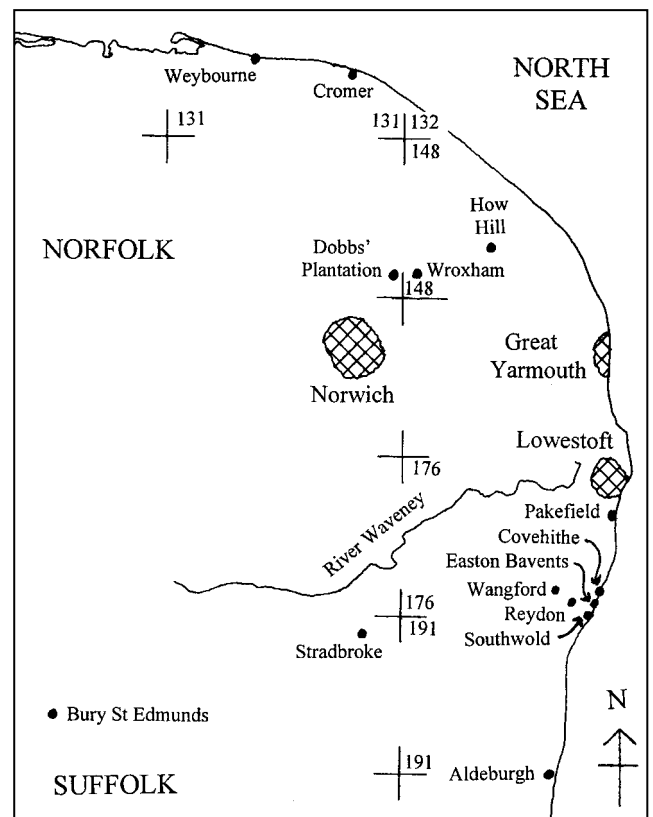 Weybourne
Cromer
NORTH
SEA
131
131 132
148
How
Hill
NORFOLK
Dobbs'
Plantation
Wroxham
148
Great
Yarmouth
Norwich
Lowestoft
176
River Waveney
Pakefield
Covehithe
Easton Bavents
Wangford
Reydon
Southwold
176
191
Stradbroke
N
Bury St Edmunds
191
Aldeburgh
SUFFOLK